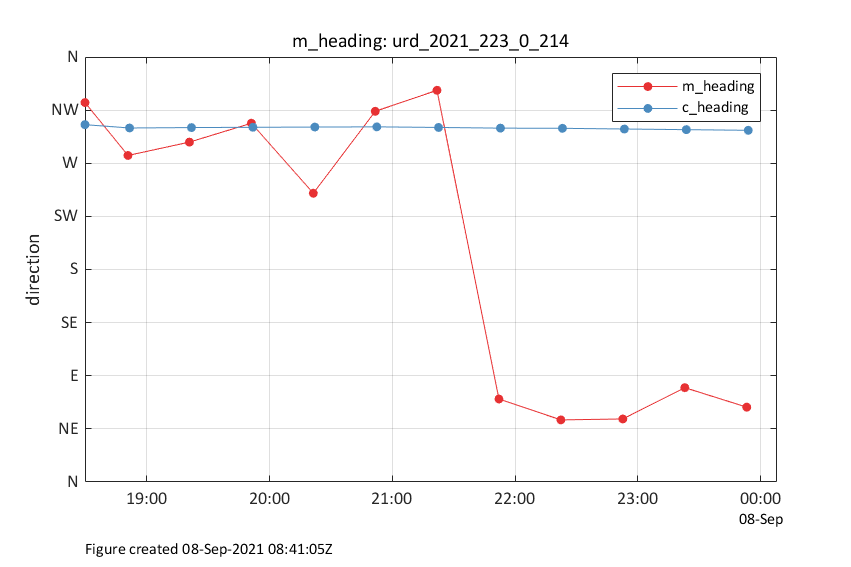 m_heading: urd_2021_223_0_214
m_heading
c_heading
direction
N
NW
W
SW
S
SE
E
NE
N
19:00
20:00
21:00
22:00
23:00
00:00
08-Sep
Figure created 08-Sep-2021 08:41:05Z